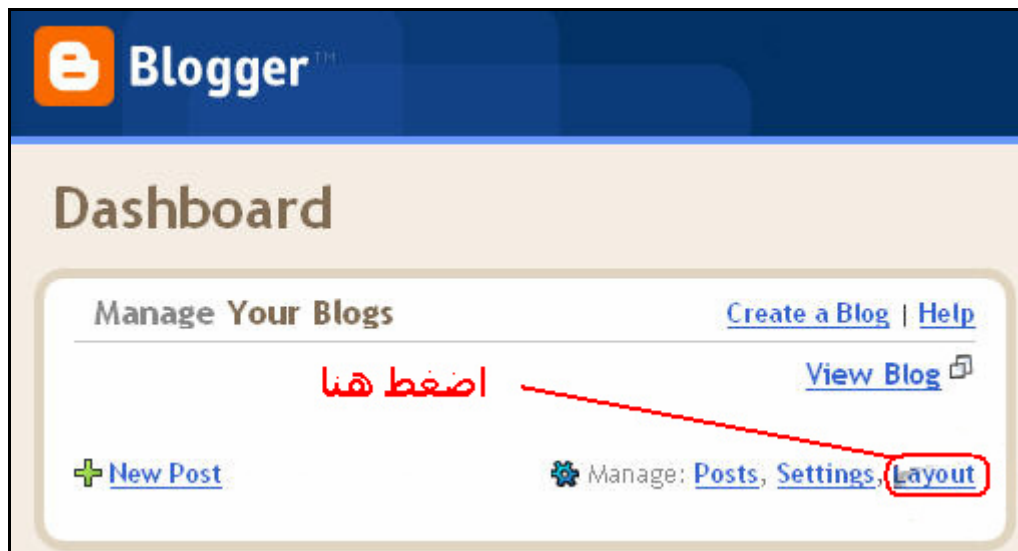 Blogger™
Dashboard
Manage Your Blogs
Create a Blog | Help
View Blog
اضغط هنا
New Post
Manage: Posts, Settings, Layout